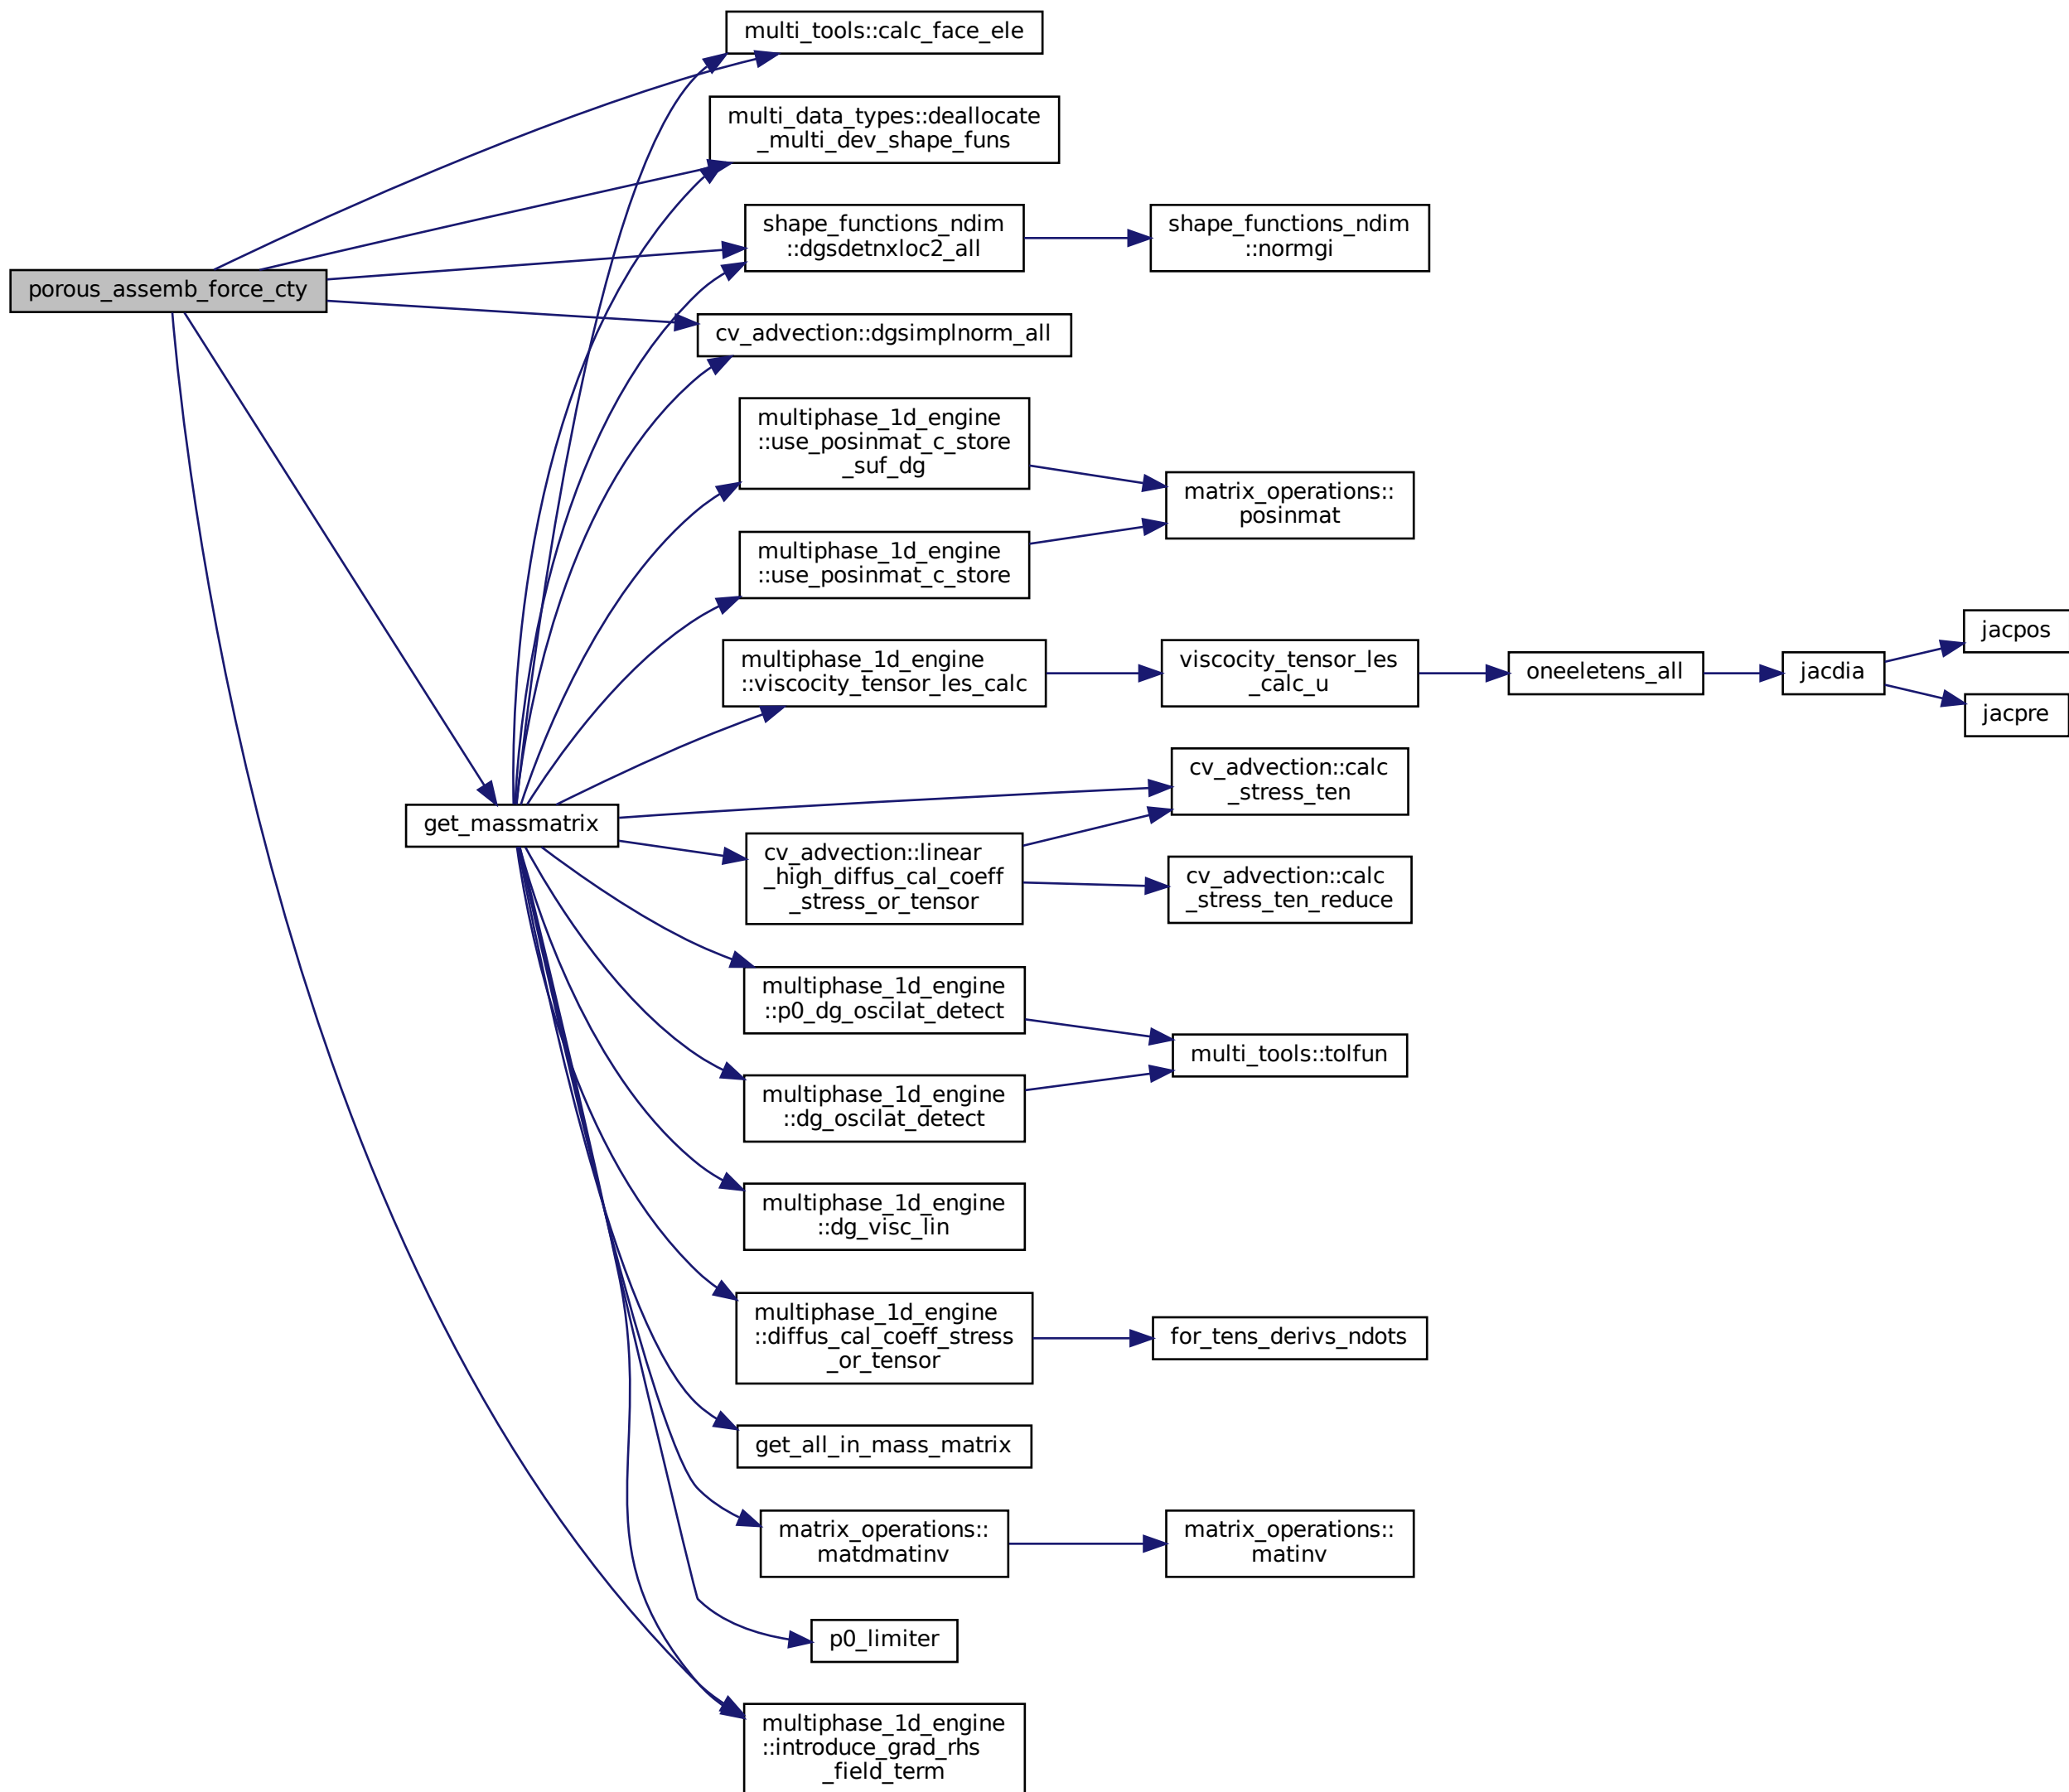 multi_tools::calc_face_ele
multi_data_types::deallocate
_multi_dev_shape_funs
shape_functions_ndim
::dgsdetnxloc2_all
shape_functions_ndim
::normgi
porous_assemb_force_cty
cv_advection::dgsimplnorm_all
multiphase_1d_engine
::use_posinmat_c_store
_suf_dg
matrix_operations::
posinmat
multiphase_1d_engine
::use_posinmat_c_store
multiphase_1d_engine
::viscocity_tensor_les_calc
viscocity_tensor_les
_calc_u
oneeletens_all
jacdia
jacpos
jacpre
cv_advection::calc
_stress_ten
get_massmatrix
cv_advection::linear
_high_diffus_cal_coeff
_stress_or_tensor
cv_advection::calc
_stress_ten_reduce
multiphase_1d_engine
::p0_dg_oscilat_detect
multi_tools::tolfun
multiphase_1d_engine
::dg_oscilat_detect
multiphase_1d_engine
::dg_visc_lin
multiphase_1d_engine
::diffus_cal_coeff_stress
_or_tensor
for_tens_derivs_ndots
get_all_in_mass_matrix
matrix_operations::
matdmatinv
matrix_operations::
matinv
p0_limiter
multiphase_1d_engine
::introduce_grad_rhs
_field_term